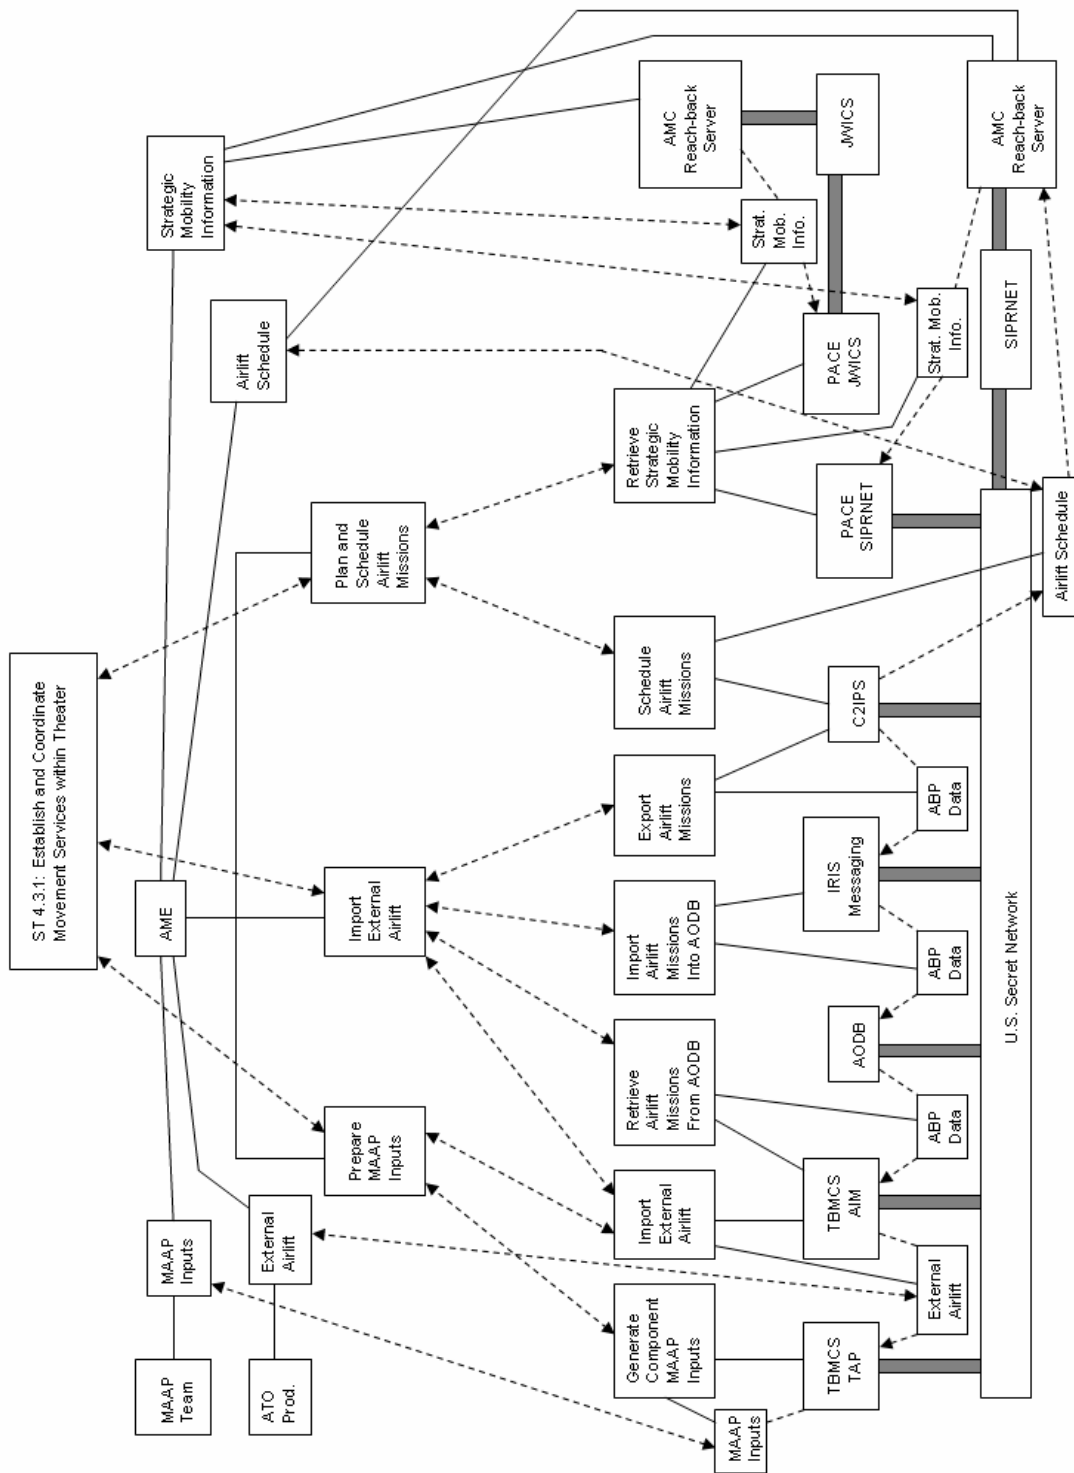 ST 4.3.1: Establish and Coordinate
Movement Services within Theater
MAAP
Team
MAAP
Inputs
AME
Strategic
Mobility
Information
ATO
Prod.
External
Airlift
Airlift
Schedule
Prepare
MAAP
Inputs
Import
External
Airlift
Plan and
Schedule
Airlift
Missions
Generate
Component
MAAP
Inputs
Import
External
Airlift
Retrieve
Airlift
Missions
From AODB
Import
Airlift
Missions
Into AODB
Export
Airlift
Missions
Schedule
Airlift
Missions
Retrieve
Strategic
Mobility
Information
AMC
Reach-back
Server
MAAP
Inputs
Strat.
Mob.
Info.
TBMCS
TAP
TBMCS
AIM
AODB
IRIS
Messaging
C2IPS
PACE
SIPRNET
PACE
JWICS
JWICS
External
Airlift
ABP
Data
ABP
Data
ABP
Data
Strat. Mob.
Info.
U.S. Secret Network
SIPRNET
AMC
Reach-back
Server
Airlift Schedule